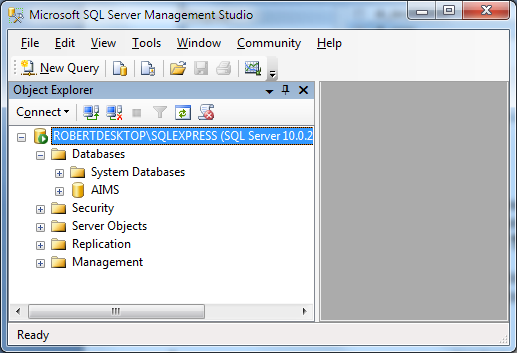 Microsoft SQL Server Management Studio
File Edit View Tools Window Community Help
New Query
Object Explorer
Connect
ROBERTDESKTOP\SQLEXPRESS (SQL Server 10.0.2
Databases
System Databases
AIMS
Security
Server Objects
Replication
Management
Ready